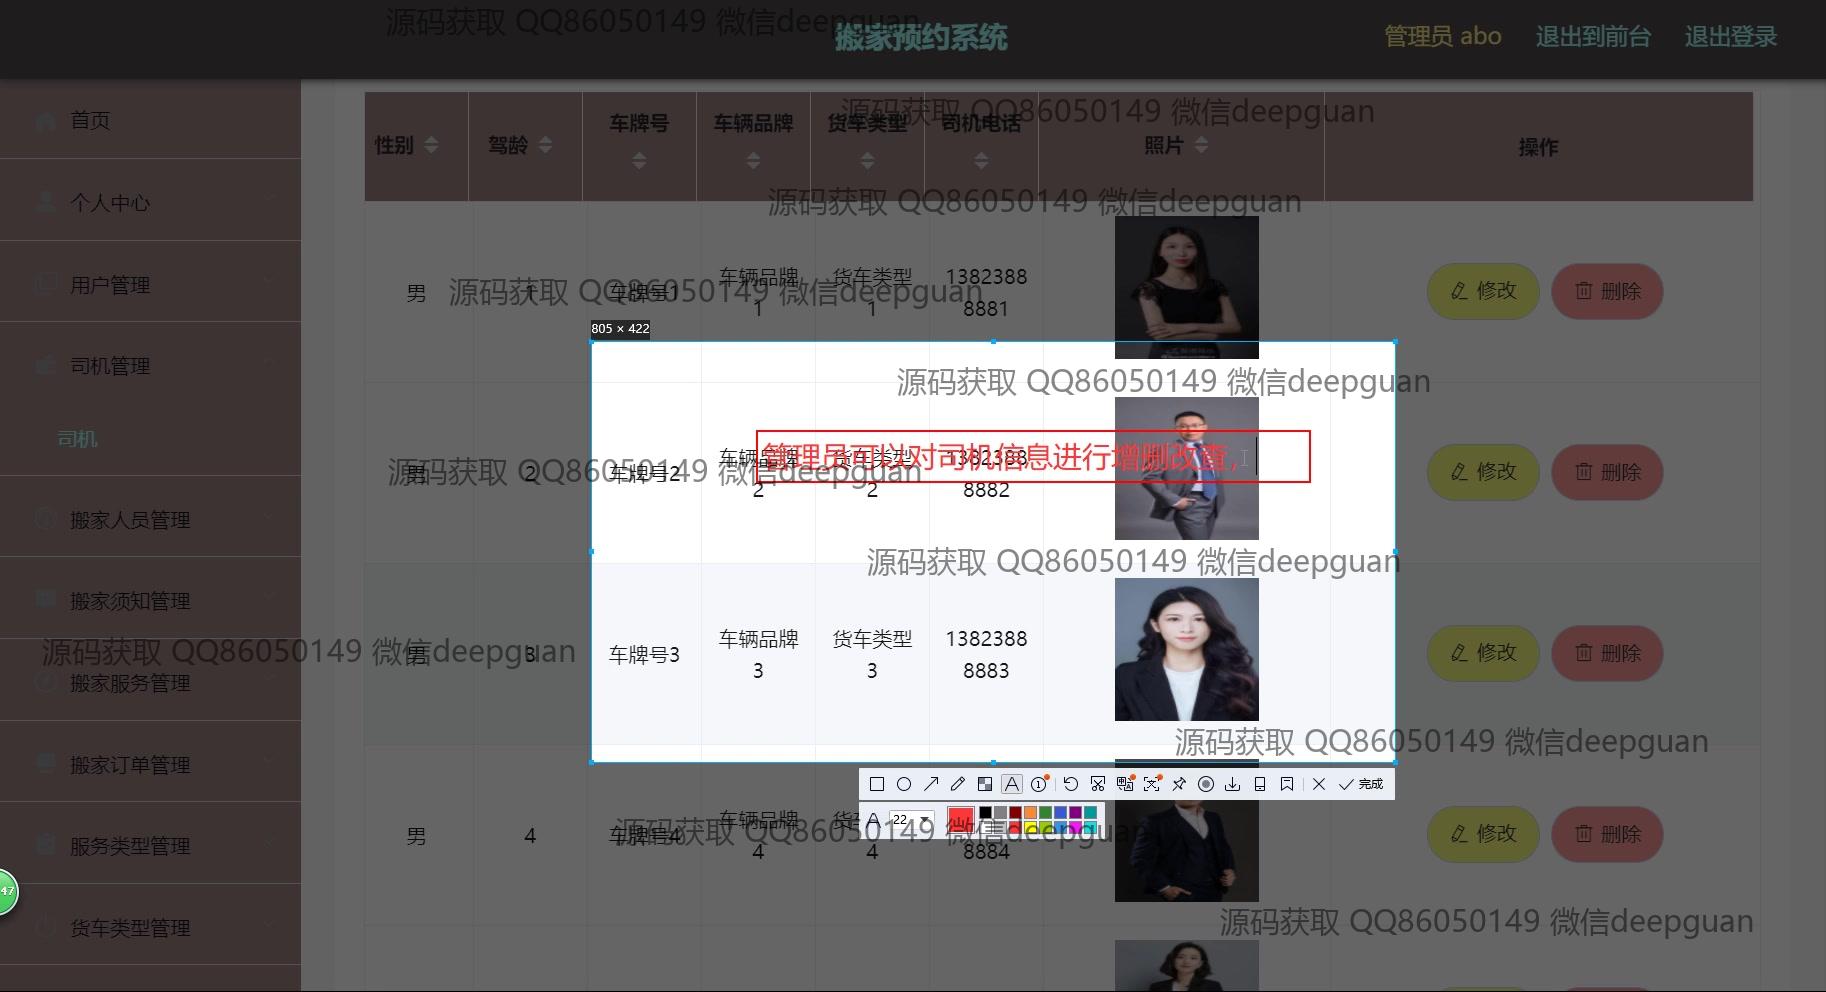 源码获取 QQ86050149 微信deepguan
搬家预约系统
管理员 abo
退出到前台
退出登录
首页
个人中心
用户管理
司机管理
司机
搬家人员管理
搬家须知管理
搬家服务管理
搬家订单管理
服务类型管理
货车类型管理
47
源码获取 QQ86050149 微信deepguan
性别
驾龄
车牌号
车辆品牌
货车类型
司机电话
照片
操作
源码获取 QQ86050149 微信deepguan
男
1
车牌号1
车辆品牌
1
货车类型
1
1382388
8881
修改
删除
源码获取 QQ86050149 微信deepguan
805 × 422
源码获取 QQ86050149 微信deepguan
管理员可以对司机信息进行增删改查,
男
2
车牌号2
车辆品牌
2
货车类型
2
1382388
8882
修改
删除
源码获取 QQ86050149 微信deepguan
源码获取 QQ86050149 微信deepguan
男
3
车牌号3
车辆品牌
3
货车类型
3
1382388
8883
修改
删除
源码获取 QQ86050149 微信deepguan
源码获取 QQ86050149 微信deepguan
完成
A
22
男
4
车牌号4
车辆品牌
4
4
8884
修改
删除
源码获取 QQ86050149 微信deepguan
源码获取 QQ86050149 微信deepguan